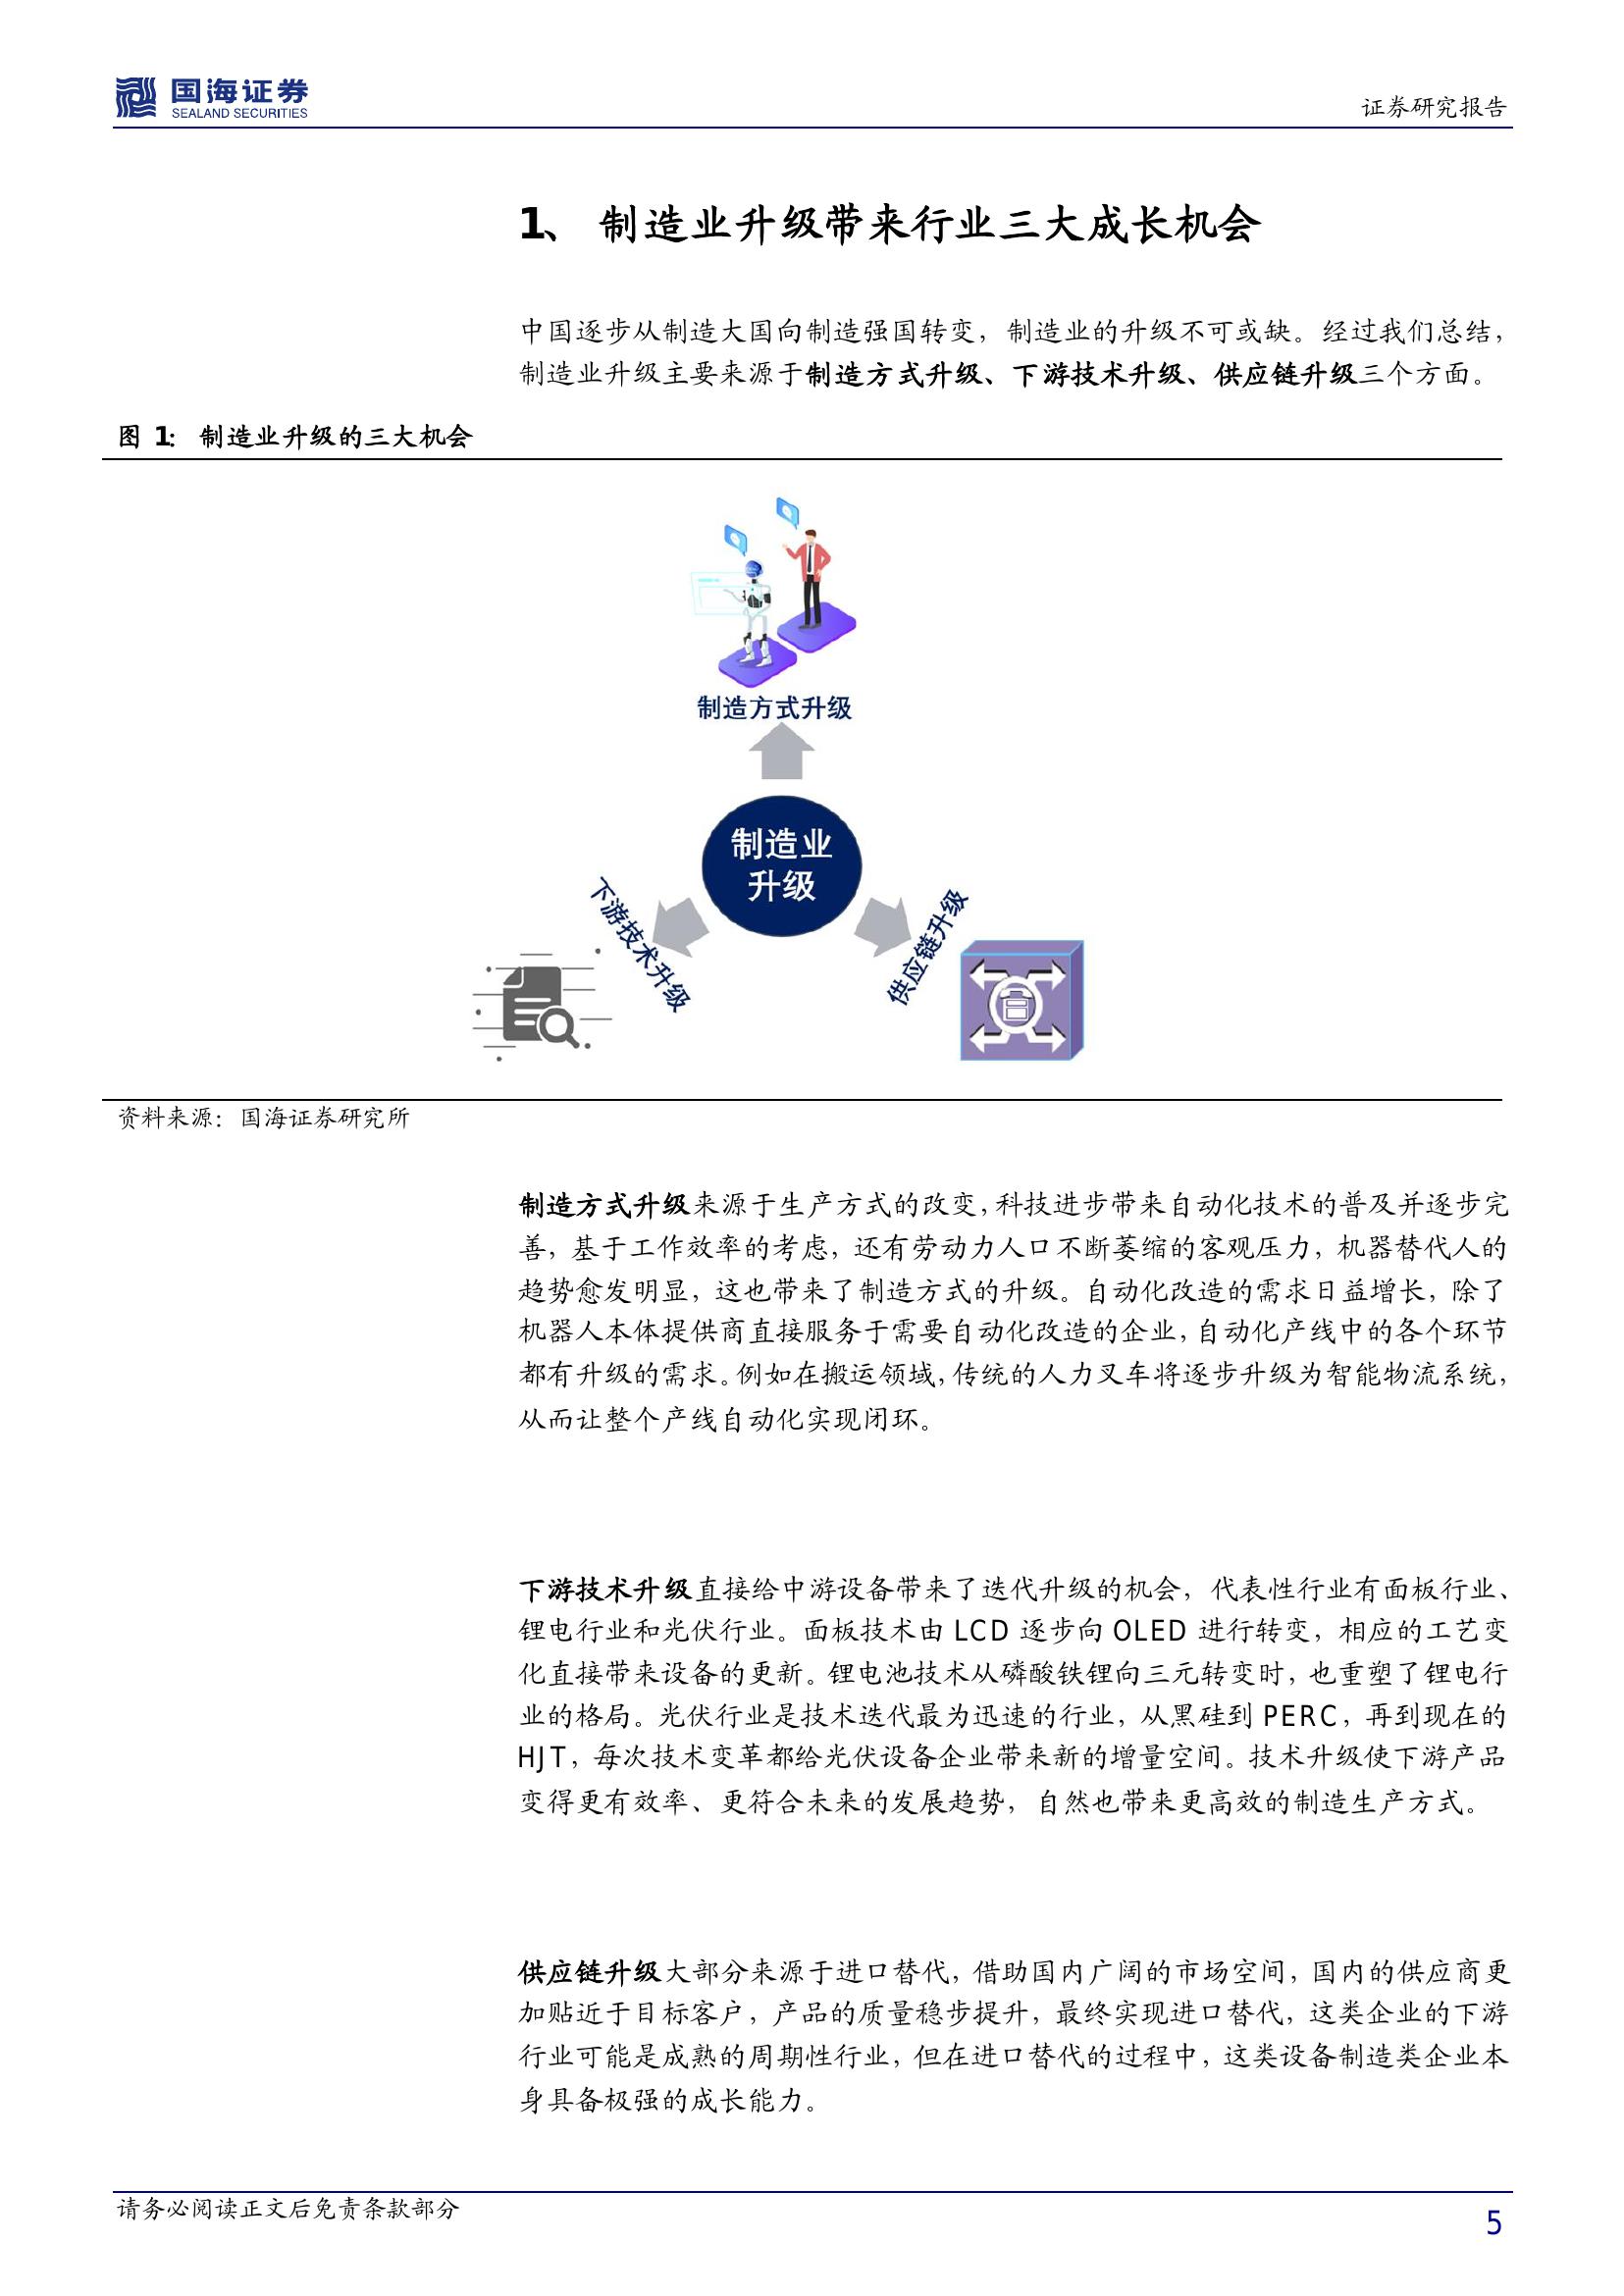 国海证券
SEALAND SECURITIES
证券研究报告
1、 制造业升级带来行业三大成长机会
中国逐步从制造大国向制造强国转变，制造业的升级不可或缺。经过我们总结，
制造业升级主要来源于制造方式升级、下游技术升级、供应链升级三个方面。
图 1： 制造业升级的三大机会
制造方式升级
制造业
升级
下游技术升级
供应链升级
资料来源：国海证券研究所
制造方式升级来源于生产方式的改变，科技进步带来自动化技术的普及并逐步完
善，基于工作效率的考虑，还有劳动力人口不断萎缩的客观压力，机器替代人的
趋势愈发明显，这也带来了制造方式的升级。自动化改造的需求日益增长，除了
机器人本体提供商直接服务于需要自动化改造的企业，自动化产线中的各个环节
都有升级的需求。例如在搬运领域，传统的人力叉车将逐步升级为智能物流系统，
从而让整个产线自动化实现闭环。
下游技术升级直接给中游设备带来了迭代升级的机会，代表性行业有面板行业、
锂电行业和光伏行业。面板技术由 LCD 逐步向 OLED 进行转变，相应的工艺变
化直接带来设备的更新。锂电池技术从磷酸铁锂向三元转变时，也重塑了锂电行
业的格局。光伏行业是技术迭代最为迅速的行业，从黑硅到 PERC，再到现在的
HJT，每次技术变革都给光伏设备企业带来新的增量空间。技术升级使下游产品
变得更有效率、更符合未来的发展趋势，自然也带来更高效的制造生产方式。
供应链升级大部分来源于进口替代，借助国内广阔的市场空间，国内的供应商更
加贴近于目标客户，产品的质量稳步提升，最终实现进口替代，这类企业的下游
行业可能是成熟的周期性行业，但在进口替代的过程中，这类设备制造类企业本
身具备极强的成长能力。
请务必阅读正文后免责条款部分
5